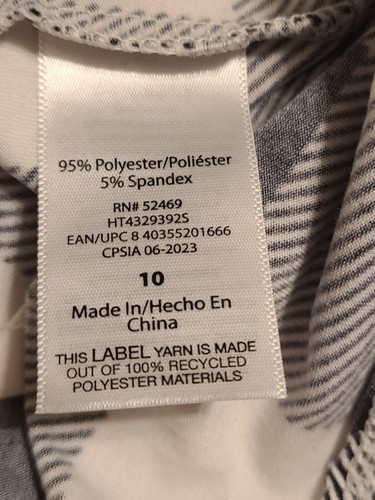 95% Polyester/Poliéster
5% Spandex
RN# 52469
HT4329392S
EAN/UPC 8 40355201666
CPSIA 06-2023
10
Made In/Hecho En
China
THIS LABEL YARN IS MADE
OUT OF 100% RECYCLED
POLYESTER MATERIALS